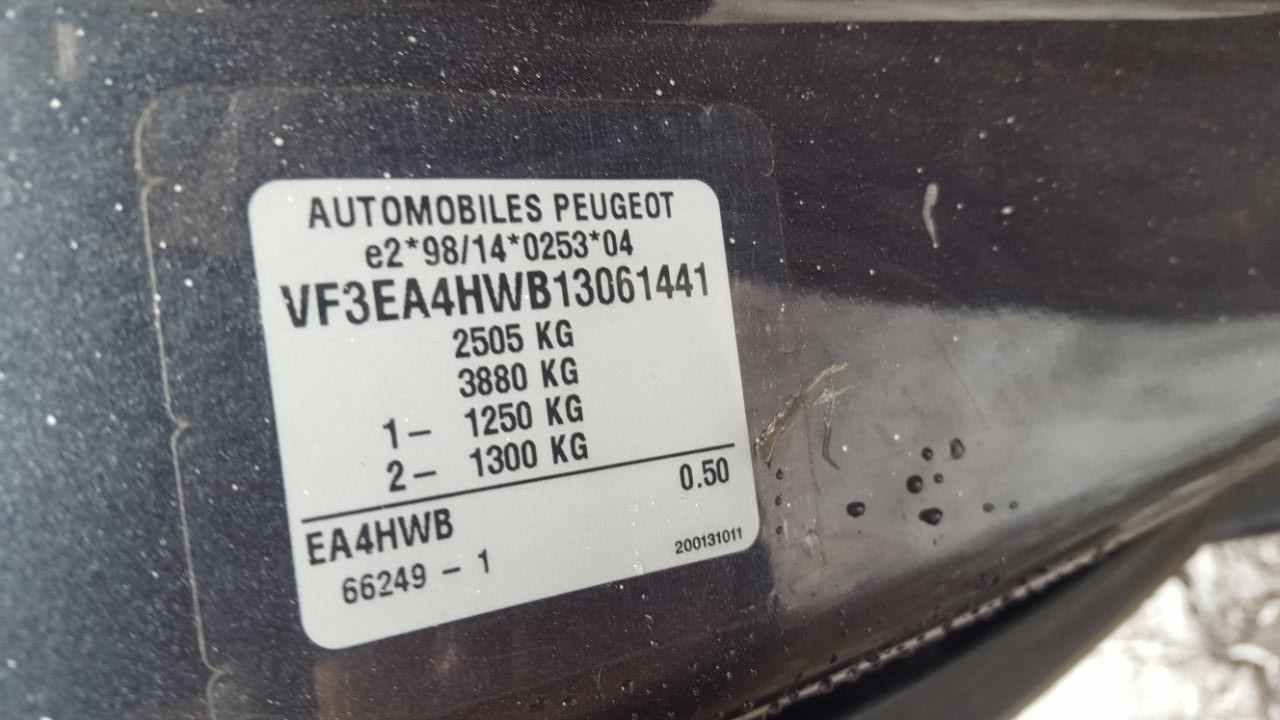 AUTOMOBILES PEUGEOT
e2*98/14*0253*04
VF3EA4HWB13061441
2505 KG
3880 KG
1- 1250 KG
2- 1300 KG
0.50
EA4HWB
66249 - 1
200131011